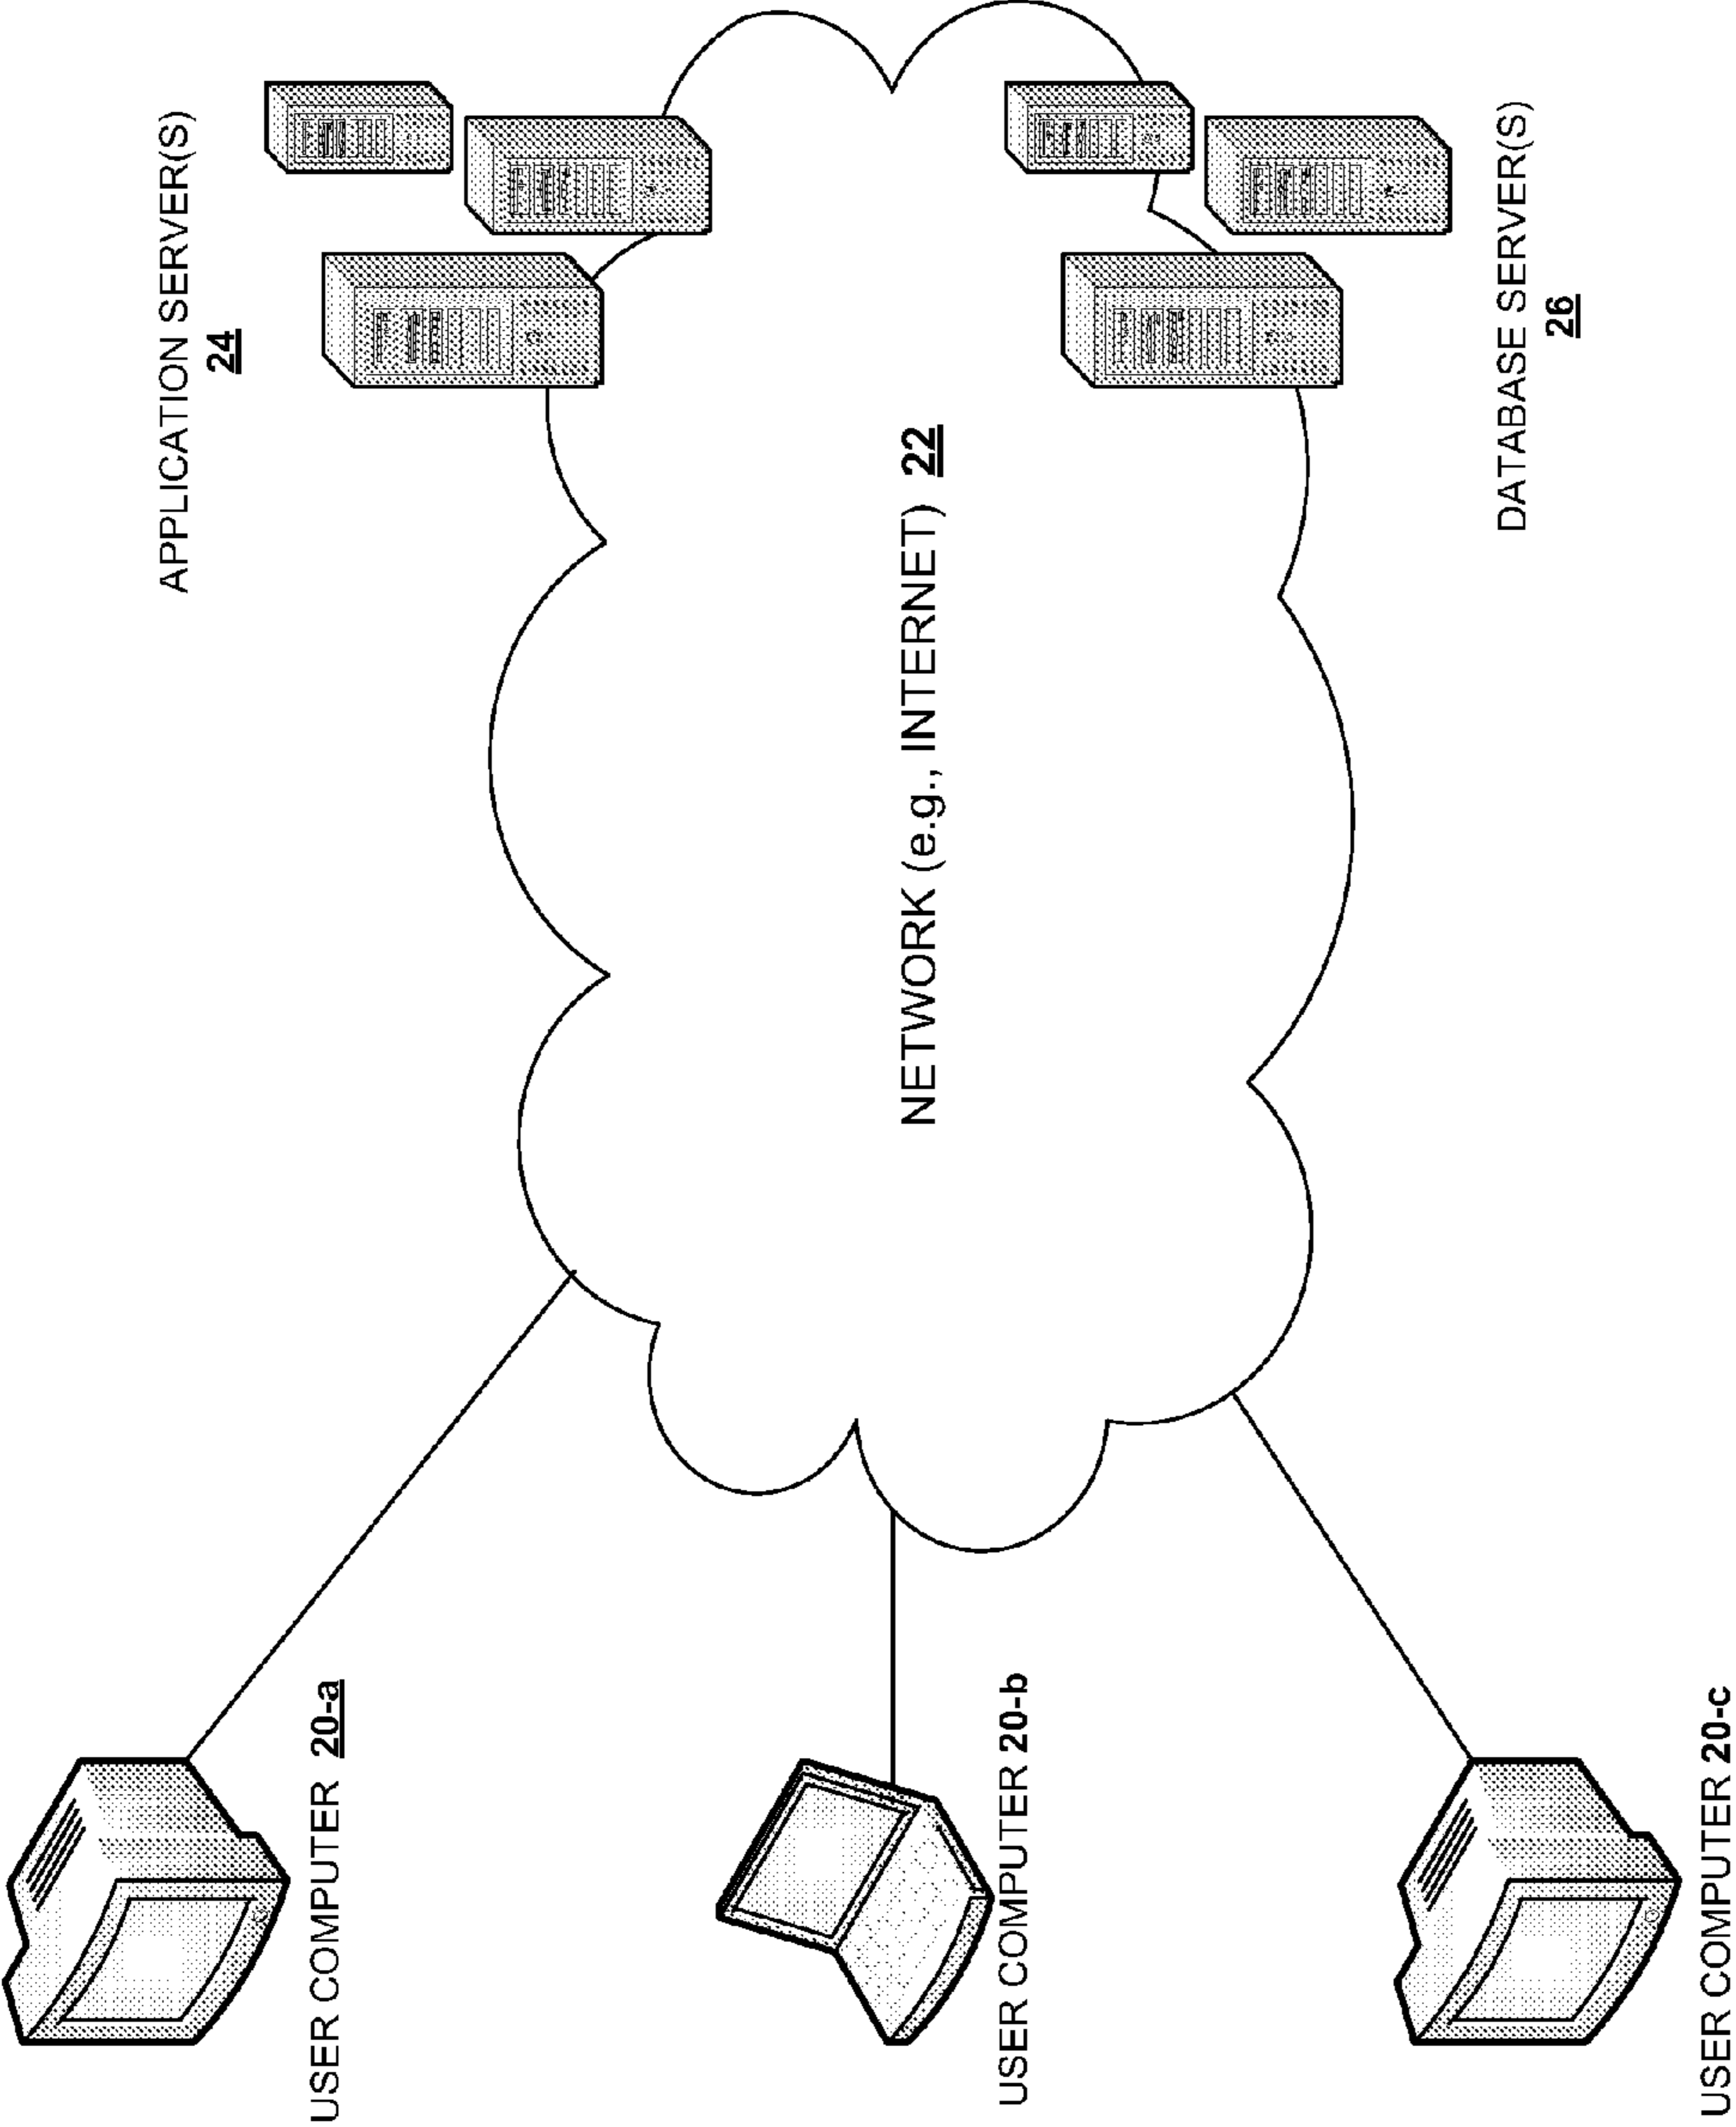 USER COMPUTER 20-a
USER COMPUTER 20-b
USER COMPUTER 20-c
NETWORK (e.g., INTERNET) 22
APPLICATION SERVER(S)
24
DATABASE SERVER(S)
26